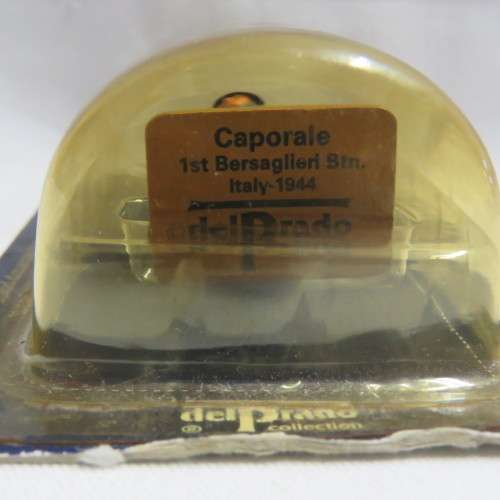 Caporale
1st Bersaglieri Btn.
Italy-1944
©delPrado
delPrado
® collection